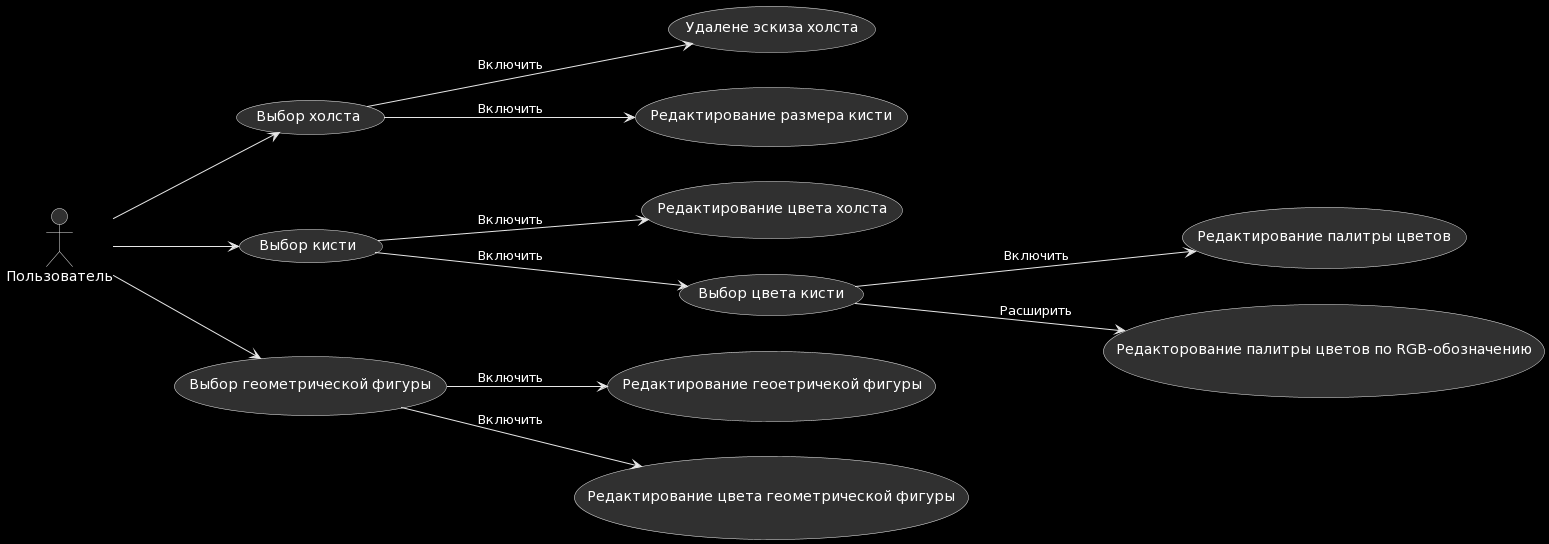 Пользователь
Выбор холста
Включить
Удалене эскиза холста
Включить
Редактирование размера кисти
Выбор кисти
Включить
Редактирование цвета холста
Включить
Выбор цвета кисти
Включить
Редактирование палитры цветов
Расширить
Редакторование палитры цветов по RGB-обозначению
Выбор геометрической фигуры
Включить
Редактирование геоетричекой фигуры
Включить
Редактирование цвета геометрической фигуры